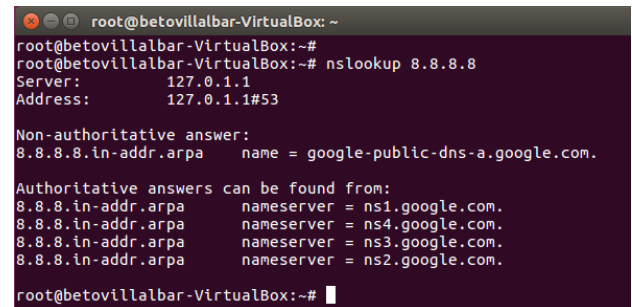 root@betovillalbar-VirtualBox: ~
root@betovillalbar-VirtualBox:~#
root@betovillalbar-VirtualBox:~# nslookup 8.8.8.8
Server: 127.0.1.1
Address: 127.0.1.1#53
Non-authoritative answer:
8.8.8.8.in-addr.arpa name = google-public-dns-a.google.com.
Authoritative answers can be found from:
8.8.8.in-addr.arpa nameserver = ns1.google.com.
8.8.8.in-addr.arpa nameserver = ns4.google.com.
8.8.8.in-addr.arpa nameserver = ns3.google.com.
8.8.8.in-addr.arpa nameserver = ns2.google.com.
root@betovillalbar-VirtualBox:~#